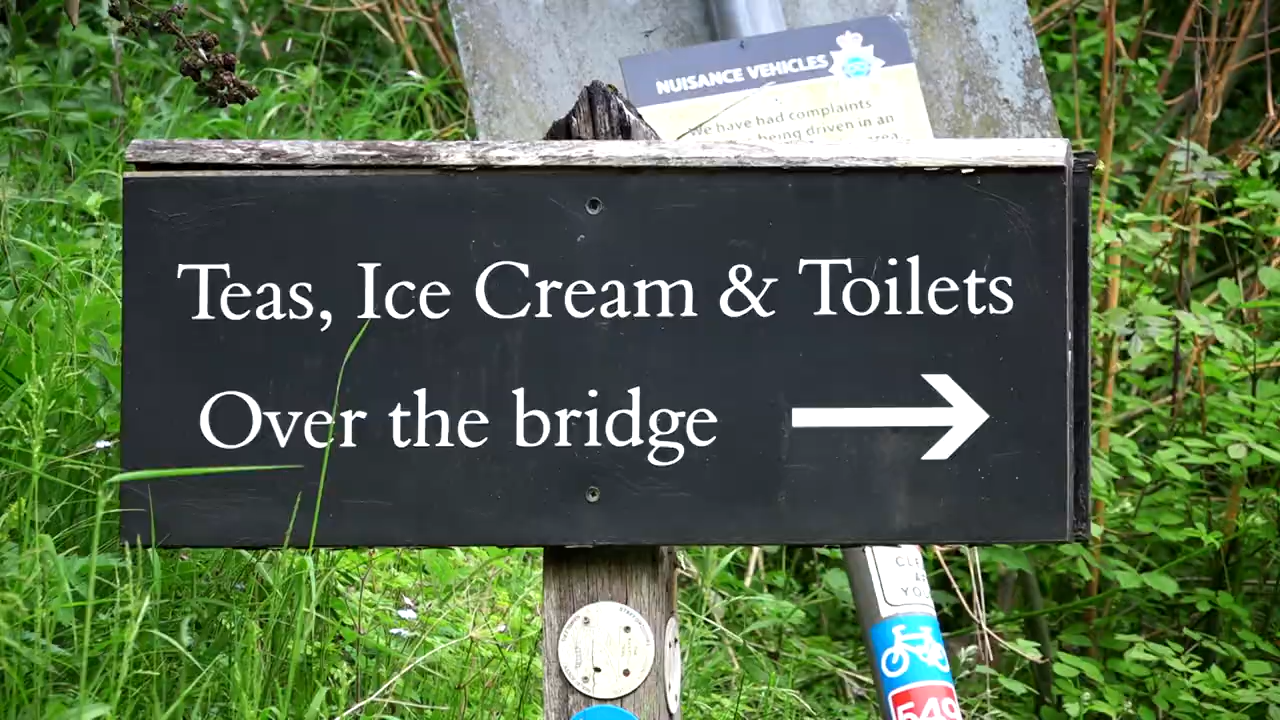 NUISANCE VEHICLES
We have had complaints
being driven in an
Teas, Ice Cream & Toilets
Over the bridge
549